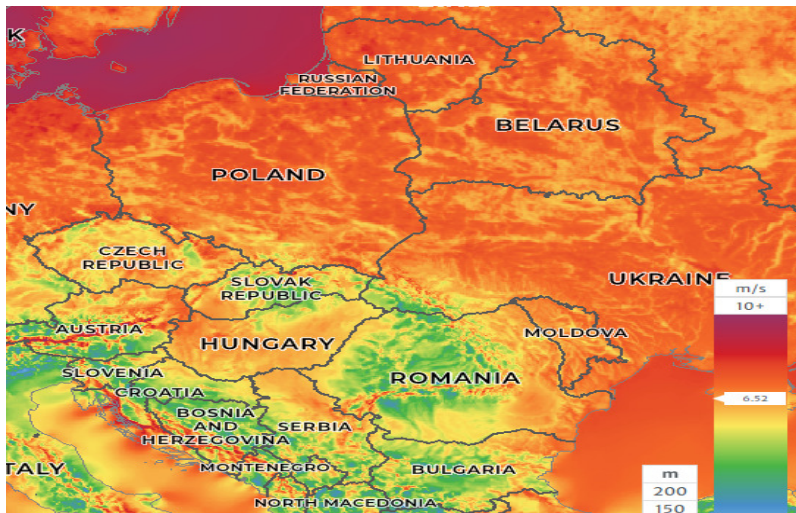 K
LITHUANIA
RUSSIAN
FEDERATION
BELARUS
POLAND
NY
CZECH
REPUBLIC
SLOVAK
REPUBLIC
UKRAINE
m/s
10+
AUSTRIA
MOLDOVA
HUNGARY
SLOVENIA
ROMANIA
CROATIA
6.52
BOSNIA
AND
HERZEGOVINA
SERBIA
MONTENEGRO
BULGARIA
TALY
m
200
150
NORTH MACEDONIA